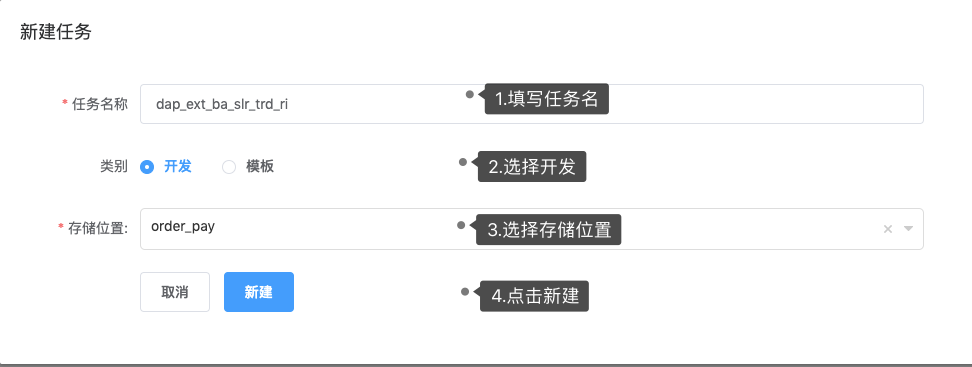 新建任务
* 任务名称
dap_ext_ba_slr_trd_ri
1.填写任务名
类别
开发
模板
2.选择开发
* 存储位置:
order_pay
3.选择存储位置
取消
新建
4.点击新建